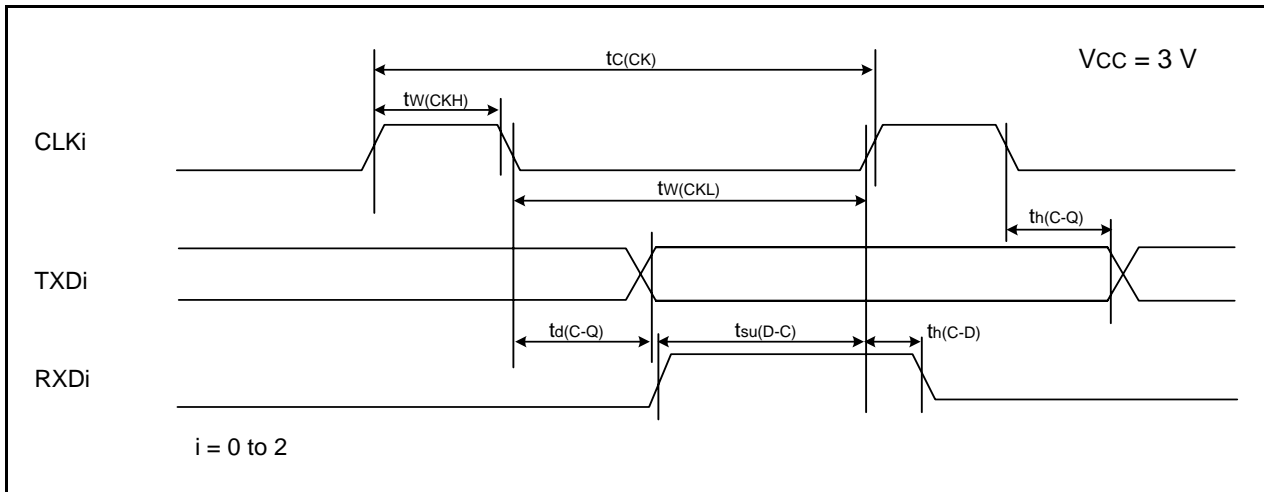 tC(CK)
VCC = 3 V
tW(CKH)
CLKi
tW(CKL)
th(C-Q)
TXDi
td(C-Q)
tsu(D-C)
th(C-D)
RXDi
i = 0 to 2